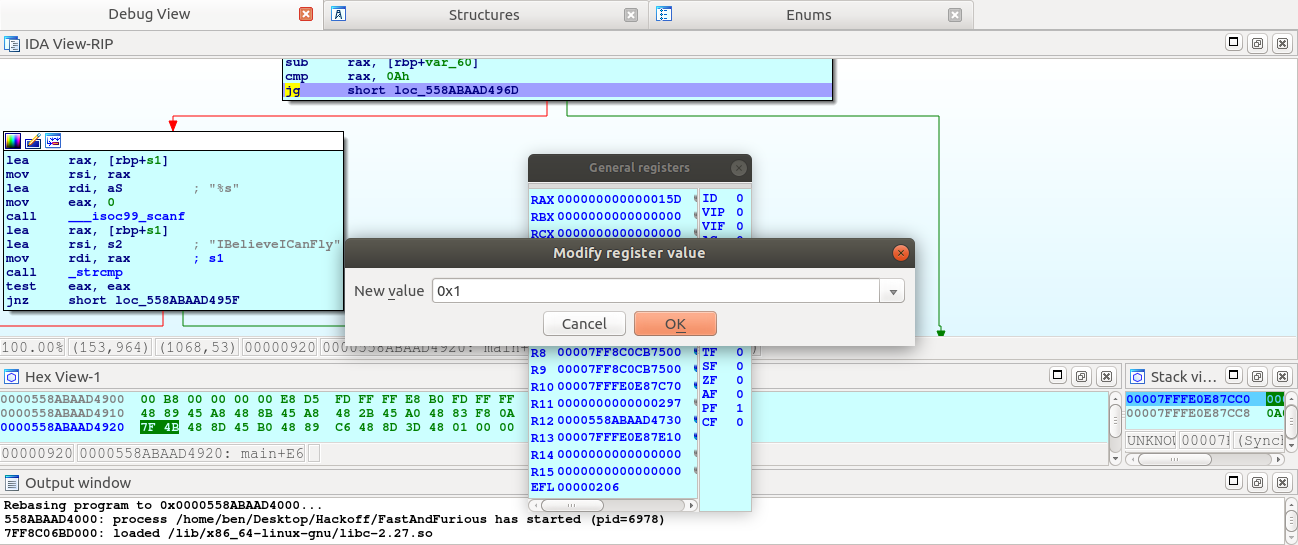 Debug View Structures Enums
IDA View-RIP
sub rax, [rbp+var_60]
cmp rax, 0Ah
jg short loc_558ABAAD496D
lea rax, [rbp+s1]
mov rsi, rax
lea rdi, aS ; "%s"
mov eax, 0
call ___isoc99_scanf
lea rax, [rbp+s1]
lea rsi, s2 ; "IBelieveICanFly"
mov rdi, rax ; s1
call _strcmp
test eax, eax
jnz short loc_558ABAAD495F
General registers
RAX 000000000000015D ID 0
RBX 0000000000000000 VIP 0
RCX 0000000000000000 VIF 0
Modify register value
New value 0x1
Cancel OK
R8 00007FF8C0CB7500 TF 0
R9 00007FF8C0CB7500 SF 0
R10 00007FFFE0E87C70 ZF 0
R11 0000000000000297 AF 0
R12 0000558ABAAD4730 PF 1
R13 00007FFFE0E87E10 CF 0
R14 0000000000000000
R15 0000000000000000
EFL 00000206
100.00% (153,964) (1068,53) 00000920 0000558ABAAD4920: main+
Hex View-1
0000558ABAAD4900 00 B8 00 00 00 00 E8 D5 FD FF FF E8 B0 FD FF FF
0000558ABAAD4910 48 89 45 A8 48 8B 45 A8 48 2B 45 A0 48 83 F8 0A
0000558ABAAD4920 7F 4B 48 8D 45 B0 48 89 C6 48 8D 3D 48 01 00 00
00000920 0000558ABAAD4920: main+E6
Stack vi...
00007FFFE0E87CC0 00
00007FFFE0E87CC8 0A
UNKNOW 00007 (Sync
Output window
Rebasing program to 0x0000558ABAAD4000...
558ABAAD4000: process /home/ben/Desktop/Hackoff/FastAndFurious has started (pid=6978)
7FF8C06BD000: loaded /lib/x86_64-linux-gnu/libc-2.27.so